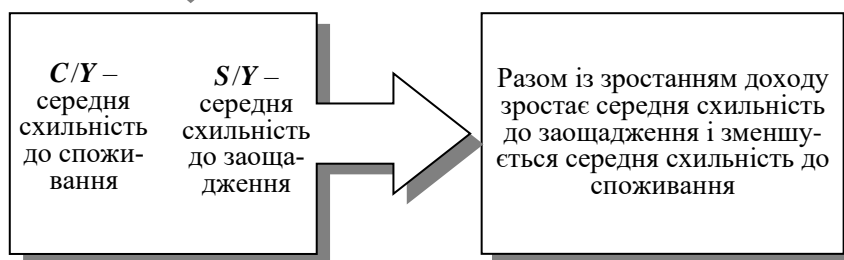 C/Y –
середня
схильність
до спожи-
вання
S/Y –
середня
схильність
до заоща-
дження
Разом із зростанням доходу
зростає середня схильність
до заощадження і зменшу-
ється середня схильність до
споживання